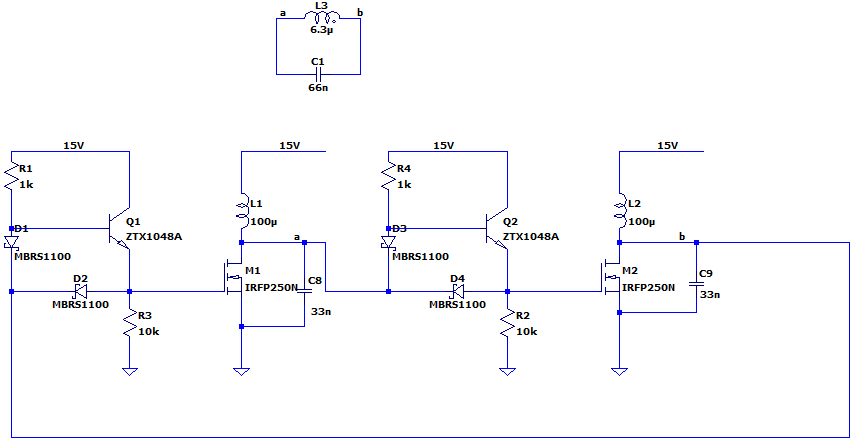 L3
a b
6.3µ
C1
66n
15V 15V 15V 15V
R1 R4
1k 1k
L1 L2
100µ 100µ
Q1 Q2
ZTX1048A ZTX1048A
D1 D3
MBRS1100 MBRS1100
a b
M1 M2
IRFP250N IRFP250N
D2 D4
MBRS1100 MBRS1100
C8 C9
33n 33n
R3 R2
10k 10k